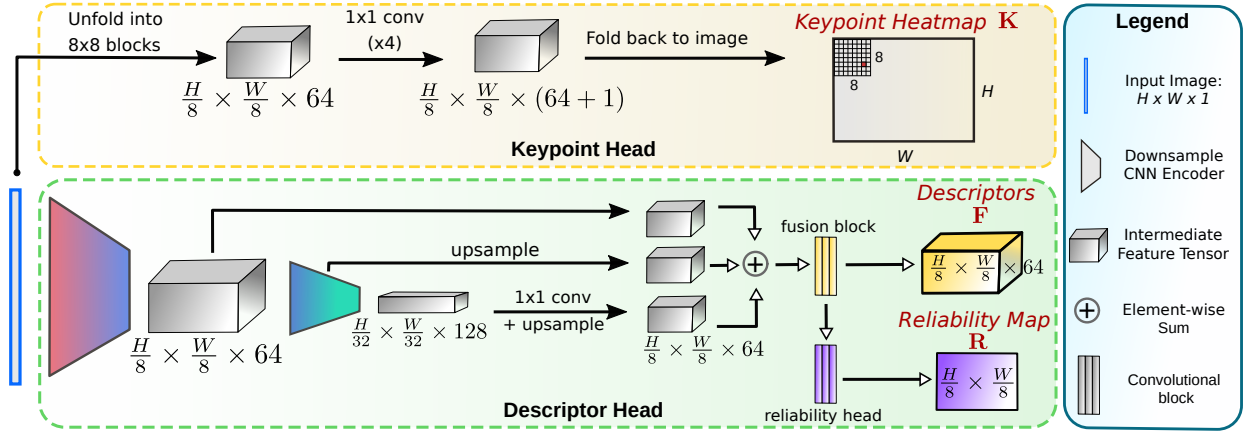 Unfold into
8x8 blocks
H/8 × W/8 × 64
1x1 conv
(x4)
H/8 × W/8 × (64 + 1)
Fold back to image
Keypoint Heatmap K
8
8
H
W
Keypoint Head
H/8 × W/8 × 64
upsample
H/32 × W/32 × 128
1x1 conv
+ upsample
H/8 × W/8 × 64
fusion block
Descriptors
F
H/8 × W/8 × 64
Reliability Map
R
H/8 × W/8
reliability head
Descriptor Head
Legend
Input Image:
H x W x 1
Downsample
CNN Encoder
Intermediate
Feature Tensor
Element-wise
Sum
Convolutional
block